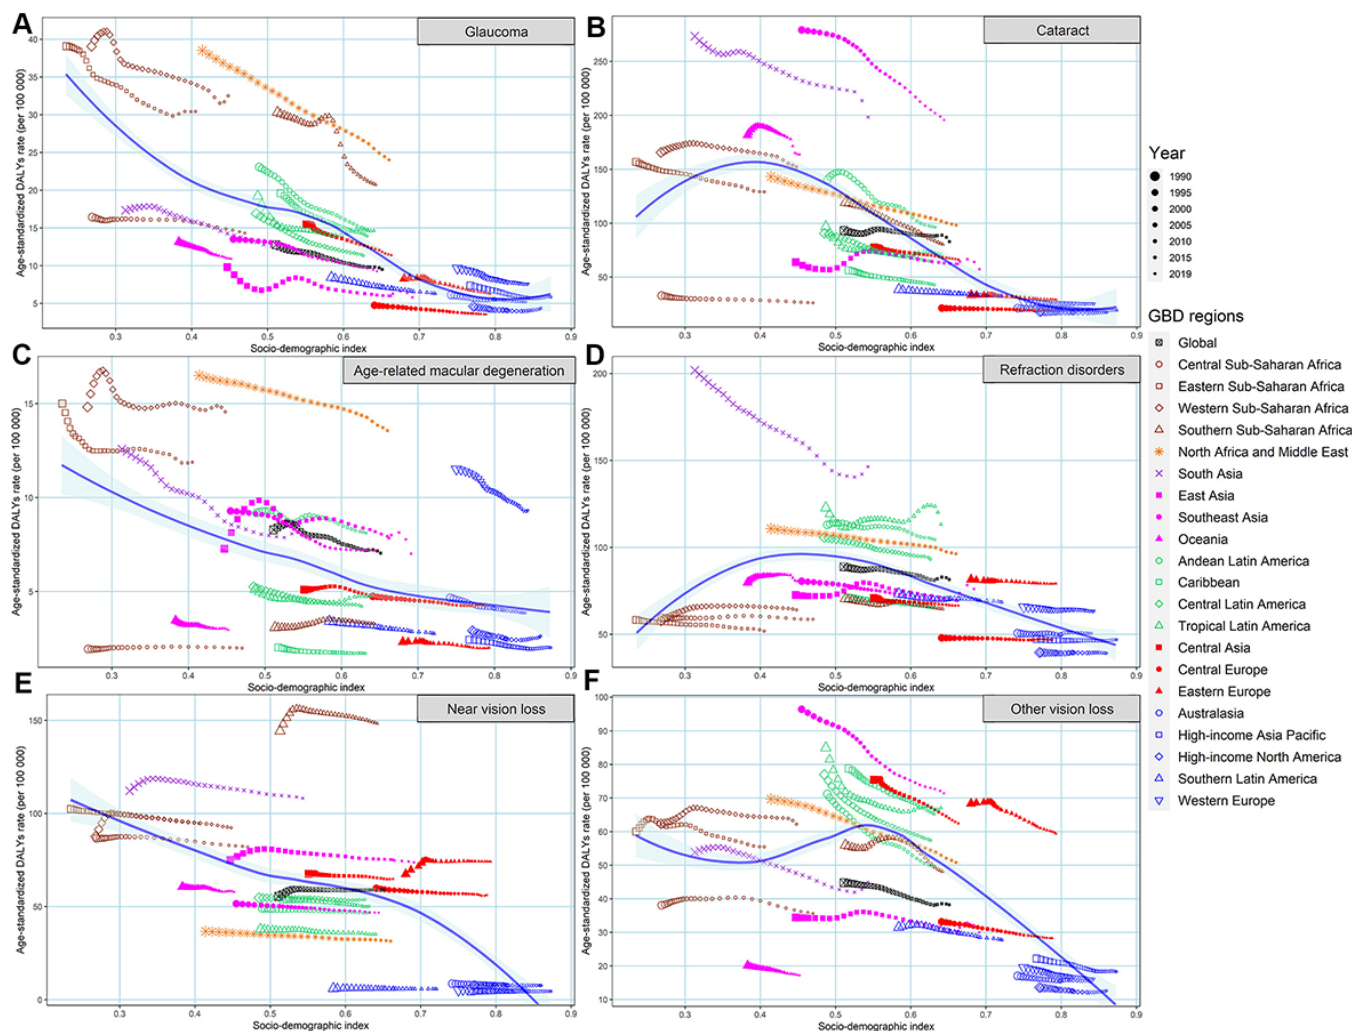 A
Glaucoma
Age-standardized DALYs rate (per 100 000)
40
35
30
25
20
15
10
5
0.3 0.4 0.5 0.6 0.7 0.8 0.9
Socio-demographic index
B
Cataract
Age-standardized DALYs rate (per 100 000)
250
200
150
100
50
0.3 0.4 0.5 0.6 0.7 0.8 0.9
Socio-demographic index
C
Age-related macular degeneration
Age-standardized DALYs rate (per 100 000)
15
10
5
0.3 0.4 0.5 0.6 0.7 0.8 0.9
Socio-demographic index
D
Refraction disorders
Age-standardized DALYs rate (per 100 000)
200
150
100
50
0.3 0.4 0.5 0.6 0.7 0.8 0.9
Socio-demographic index
E
Near vision loss
Age-standardized DALYs rate (per 100 000)
150
100
50
0
0.3 0.4 0.5 0.6 0.7 0.8 0.9
Socio-demographic index
F
Other vision loss
Age-standardized DALYs rate (per 100 000)
100
90
80
70
60
50
40
30
20
10
0.3 0.4 0.5 0.6 0.7 0.8 0.9
Socio-demographic index
Year
1990
1995
2000
2005
2010
2015
2019
GBD regions
Global
Central Sub-Saharan Africa
Eastern Sub-Saharan Africa
Western Sub-Saharan Africa
Southern Sub-Saharan Africa
North Africa and Middle East
South Asia
East Asia
Southeast Asia
Oceania
Andean Latin America
Caribbean
Central Latin America
Tropical Latin America
Central Asia
Central Europe
Eastern Europe
Australasia
High-income Asia Pacific
High-income North America
Southern Latin America
Western Europe